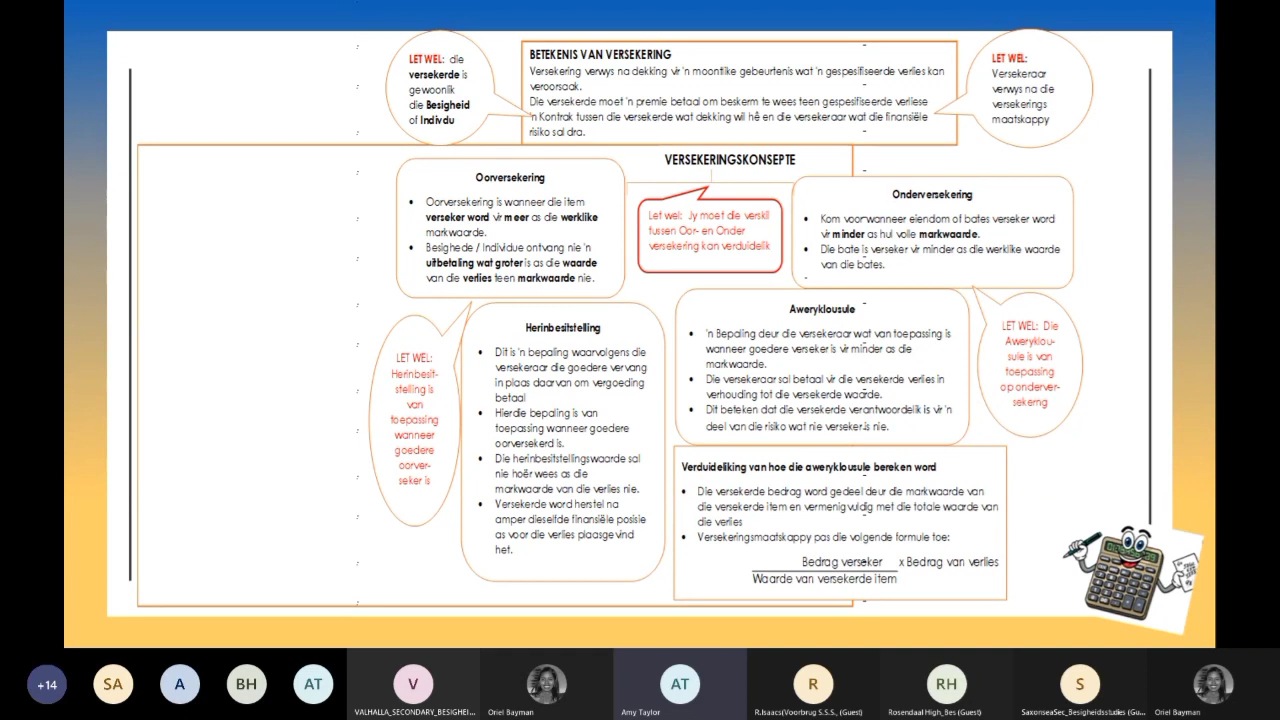 LET WEL: die
versekerde is
gewoonlik
die Besigheid
of Indivdu
BETEKENIS VAN VERSEKERING
Versekering verwys na dekking vir 'n moontlike gebeurtenis wat 'n gespesifiseerde verlies kan
veroorsaak.
Die versekerde moet 'n premie betaal om beskerm te wees teen gespesifiseerde verliese
'n Kontrak tussen die versekerde wat dekking wil hê en die versekeraar wat die finansiële
risiko sal dra.
LET WEL:
Versekeraar
verwys na die
versekerings
maatskappy
VERSEKERINGSKONSEPTE
Oorversekering
• Oorversekering is wanneer die item
verseker word vir meer as die werklike
markwaarde.
• Besighede / Individue ontvang nie 'n
uitbetaling wat groter is as die waarde
van die verlies teen markwaarde nie.
Let wel: Jy moet die verskil
tussen Oor- en Onder
versekering kan verduidelik
Onderversekering
• Kom voor wanneer eiendom of bates verseker word
vir minder as hul volle markwaarde.
• Die bate is verseker vir minder as die werklike waarde
van die bates.
LET WEL:
Herinbesit-
stelling is
van
toepassing
wanneer
goedere
oorver-
seker is
Herinbesitstelling
• Dit is 'n bepaling waarvolgens die
versekeraar die goedere vervang
in plaas daarvan om vergoeding
betaal
• Hierdie bepaling is van
toepassing wanneer goedere
oorversekerd is.
• Die herinbesitstellingswaarde sal
nie hoër wees as die
markwaarde van die verlies nie.
• Versekerde word herstel na
amper dieselfde finansiële posisie
as voor die verlies plaasgevind
het.
Aweryklousule
• 'n Bepaling deur die versekeraar wat van toepassing is
wanneer goedere verseker is vir minder as die
markwaarde.
• Die versekeraar sal betaal vir die versekerde verlies in
verhouding tot die versekerde waarde.
• Dit beteken dat die versekerde verantwoordelik is vir 'n
deel van die risiko wat nie verseker is nie.
LET WEL: Die
Aweryklou-
sule is van
toepassing
op onderver-
sekerng
Verduideliking van hoe die aweryklousule bereken word
• Die versekerde bedrag word gedeel deur die markwaarde van
die versekerde item en vermenigvuldig met die totale waarde van
die verlies
• Versekeringsmaatskappy pas die volgende formule toe:
Bedrag verseker x Bedrag van verlies
Waarde van versekerde item
+14 SA A BH AT V AT R RH S
VALHALLA_SECONDARY_BESIGHEI... Oriel Bayman Amy Taylor R.Isaacs(Voorbrug S.S.S., (Guest) Rosendaal High_Bes (Guest) SaxonseaSec_Besigheidsstudies (Gu... Oriel Bayman